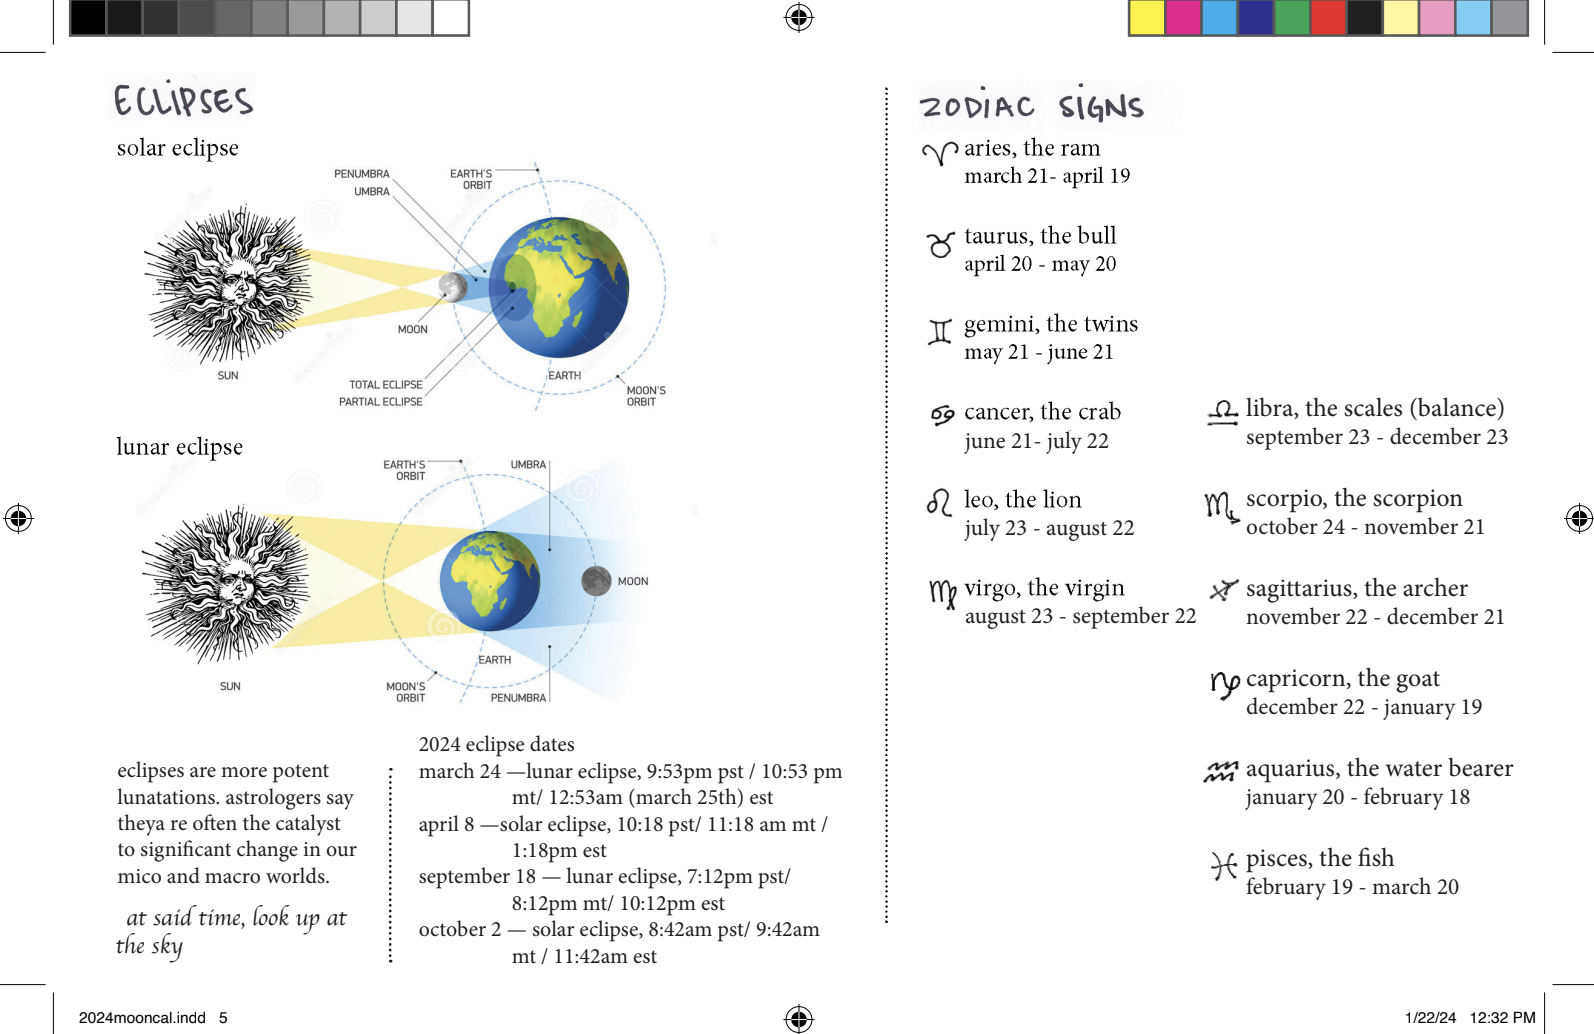 ECLIPSES
solar eclipse
PENUMBRA
UMBRA
EARTH'S
ORBIT
MOON
SUN
TOTAL ECLIPSE
PARTIAL ECLIPSE
EARTH
MOON'S
ORBIT
lunar eclipse
EARTH'S
ORBIT
UMBRA
MOON
SUN
EARTH
MOON'S
ORBIT
PENUMBRA
eclipses are more potent
lunatations. astrologers say
theya re often the catalyst
to significant change in our
mico and macro worlds.
at said time, look up at
the sky
2024 eclipse dates
march 24 —lunar eclipse, 9:53pm pst / 10:53 pm
mt/ 12:53am (march 25th) est
april 8 —solar eclipse, 10:18 pst/ 11:18 am mt /
1:18pm est
september 18 — lunar eclipse, 7:12pm pst/
8:12pm mt/ 10:12pm est
october 2 — solar eclipse, 8:42am pst/ 9:42am
mt / 11:42am est
ZODIAC SIGNS
♈ aries, the ram
march 21- april 19
♉ taurus, the bull
april 20 - may 20
♊ gemini, the twins
may 21 - june 21
♋ cancer, the crab
june 21- july 22
♌ leo, the lion
july 23 - august 22
♍ virgo, the virgin
august 23 - september 22
♎ libra, the scales (balance)
september 23 - december 23
♏ scorpio, the scorpion
october 24 - november 21
♐ sagittarius, the archer
november 22 - december 21
♑ capricorn, the goat
december 22 - january 19
♒ aquarius, the water bearer
january 20 - february 18
♓ pisces, the fish
february 19 - march 20
2024mooncal.indd 5
1/22/24 12:32 PM